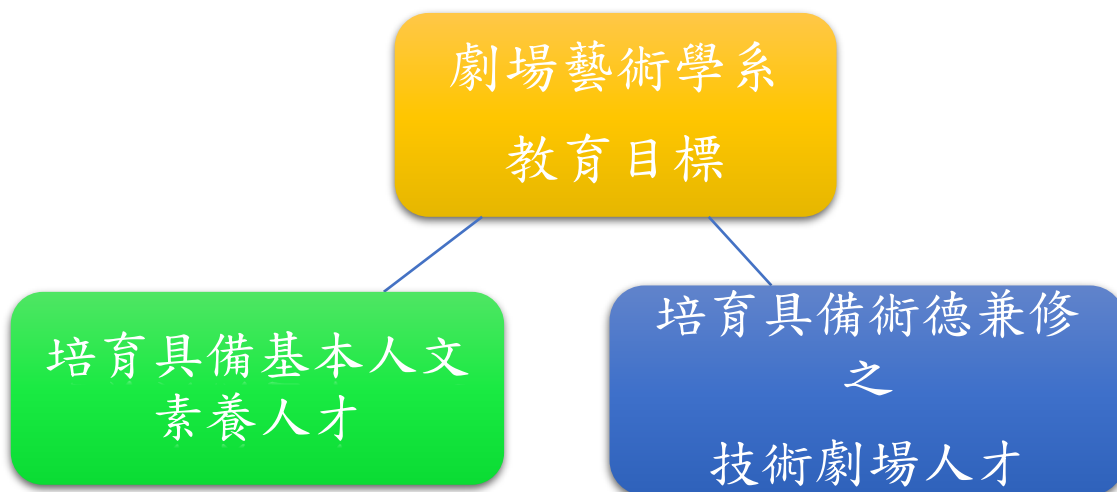 劇場藝術學系
教育目標
培育具備基本人文
素養人才
培育具備術德兼修
之
技術劇場人才